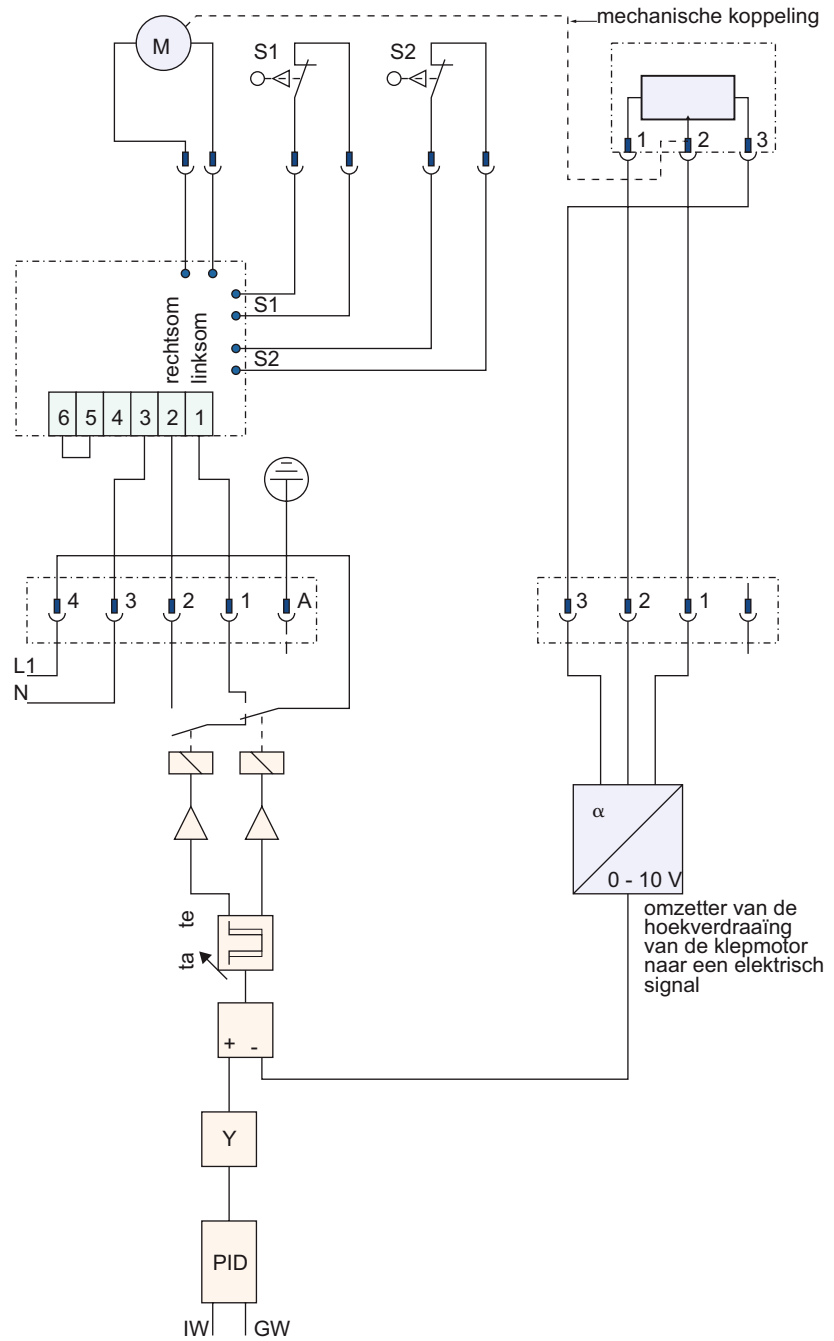 mechanische koppeling
M
S1
S2
1 2 3
S1
S2
rechtsom
linksom
6 5 4 3 2 1
4 3 2 1 A
3 2 1
L1
N
α
0 - 10 V
omzetter van de
hoekverdraaïng
van de klepmotor
naar een elektrisch
signal
ta te
+ -
Y
PID
IW GW